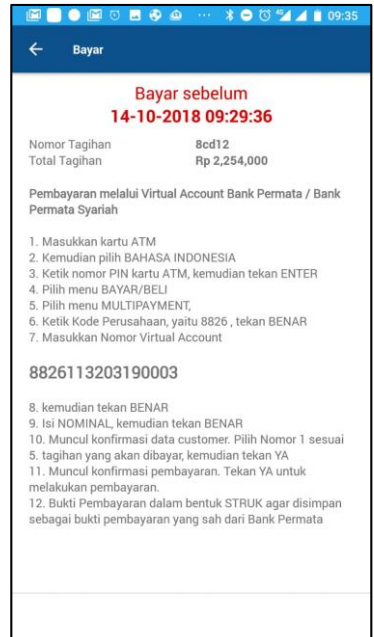 09:35
Bayar
Bayar sebelum
14-10-2018 09:29:36
Nomor Tagihan 8cd12
Total Tagihan Rp 2,254,000
Pembayaran melalui Virtual Account Bank Permata / Bank
Permata Syariah
1. Masukkan kartu ATM
2. Kemudian pilih BAHASA INDONESIA
3. Ketik nomor PIN kartu ATM, kemudian tekan ENTER
4. Pilih menu BAYAR/BELI
5. Pilih menu MULTIPAYMENT,
6. Ketik Kode Perusahaan, yaitu 8826 , tekan BENAR
7. Masukkan Nomor Virtual Account
8826113203190003
8. kemudian tekan BENAR
9. Isi NOMINAL, kemudian tekan BENAR
10. Muncul konfirmasi data customer. Pilih Nomor 1 sesuai
5. tagihan yang akan dibayar, kemudian tekan YA
11. Muncul konfirmasi pembayaran. Tekan YA untuk
melakukan pembayaran.
12. Bukti Pembayaran dalam bentuk STRUK agar disimpan
sebagai bukti pembayaran yang sah dari Bank Permata